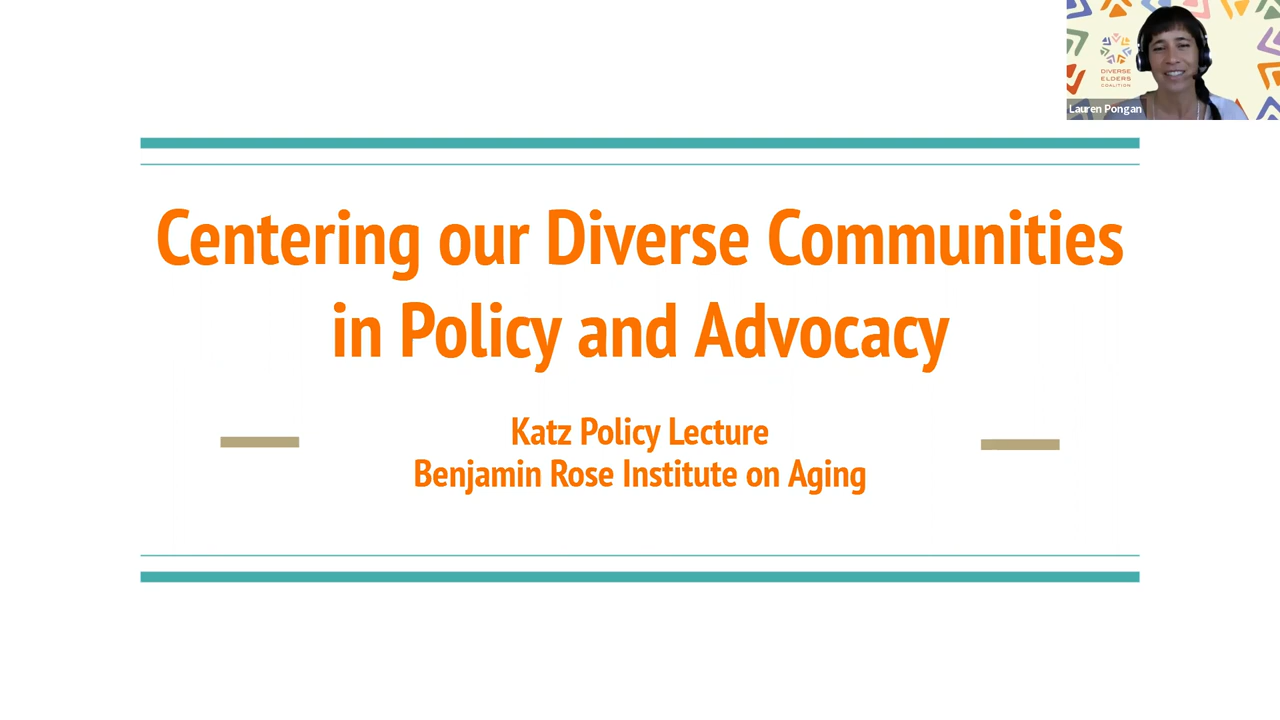 DIVERSE
ELDERS
COALITION
Lauren Pongan
Centering our Diverse Communities
in Policy and Advocacy
Katz Policy Lecture
Benjamin Rose Institute on Aging